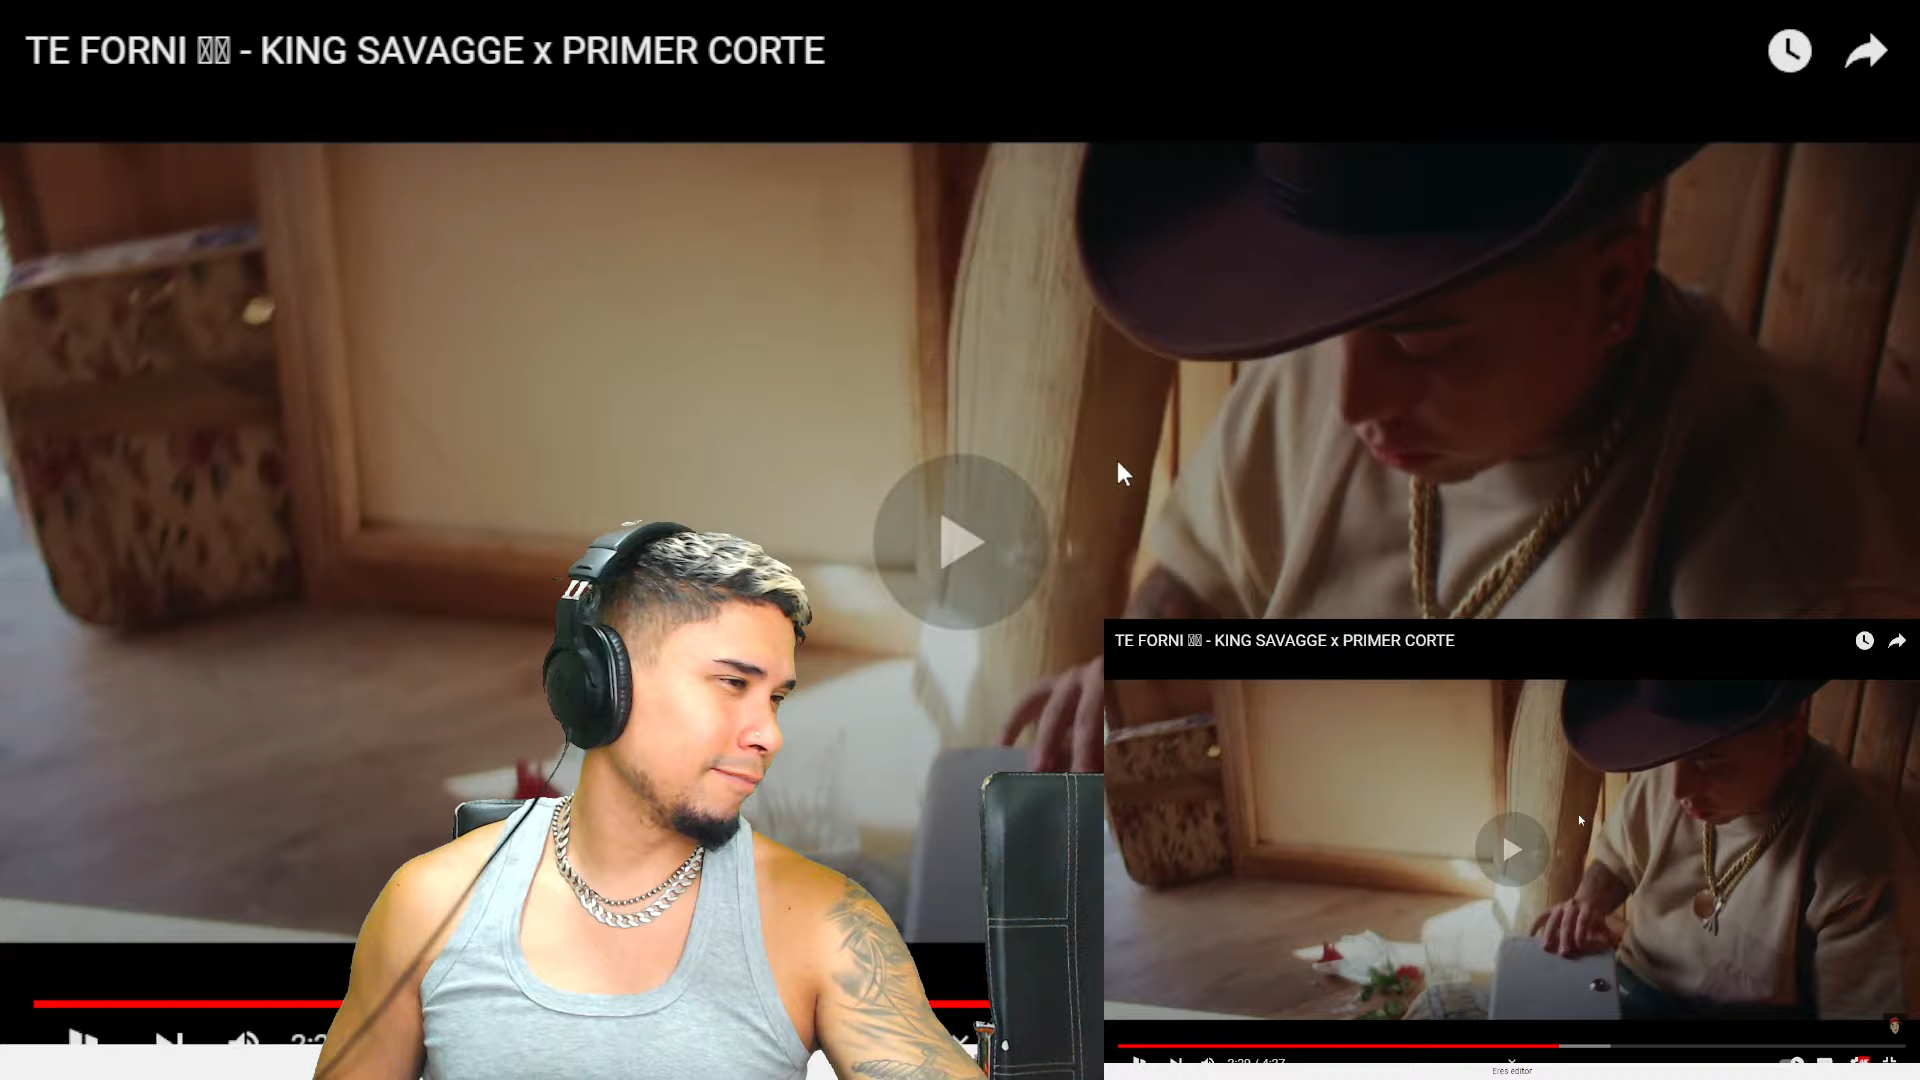 TE FORNI - KING SAVAGGE x PRIMER CORTE
TE FORNI - KING SAVAGGE x PRIMER CORTE
Eres editor